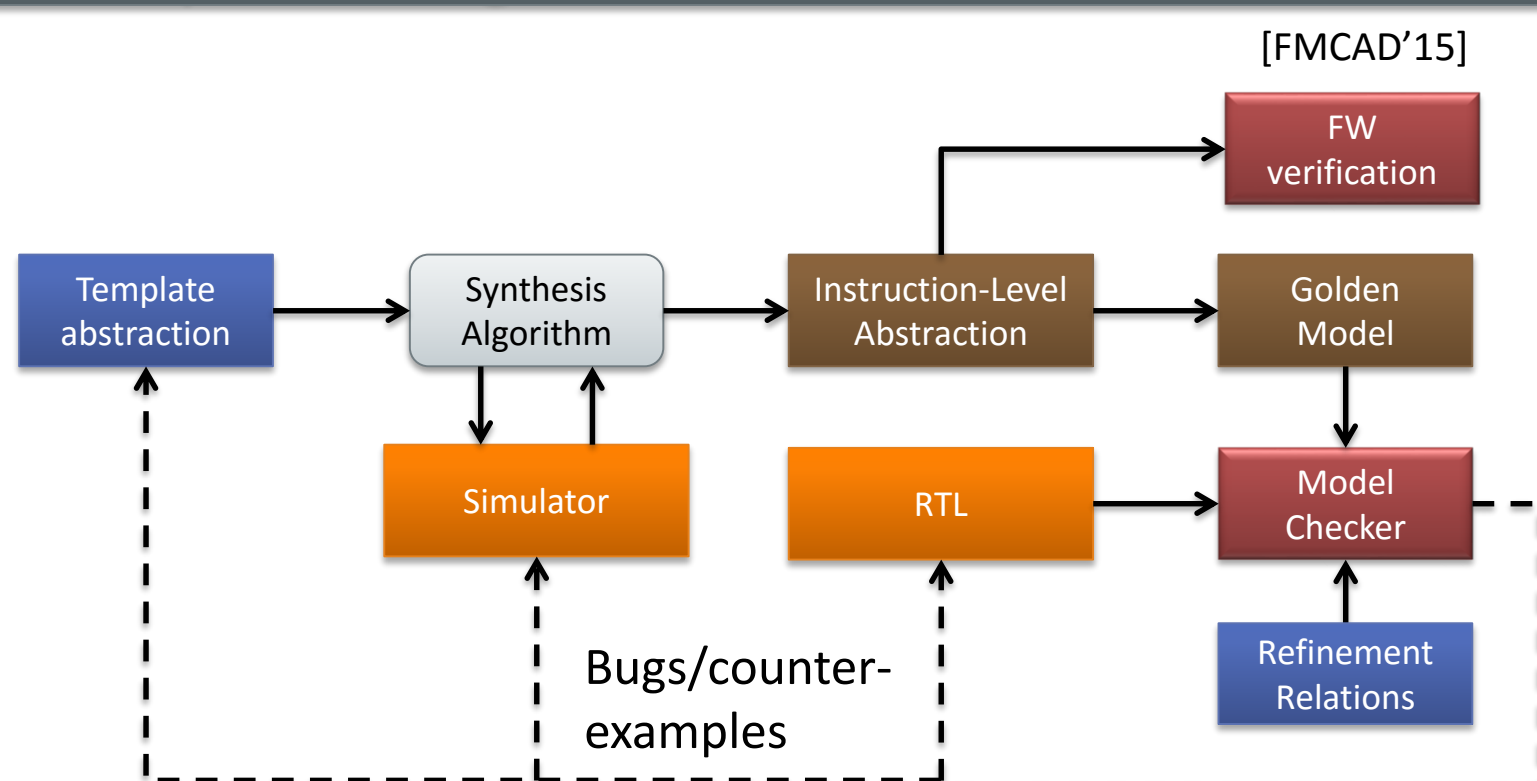 [FMCAD’15]
FW
verification
Template
abstraction
Synthesis
Algorithm
Instruction-Level
Abstraction
Golden
Model
Simulator
RTL
Model
Checker
Bugs/counter-
examples
Refinement
Relations